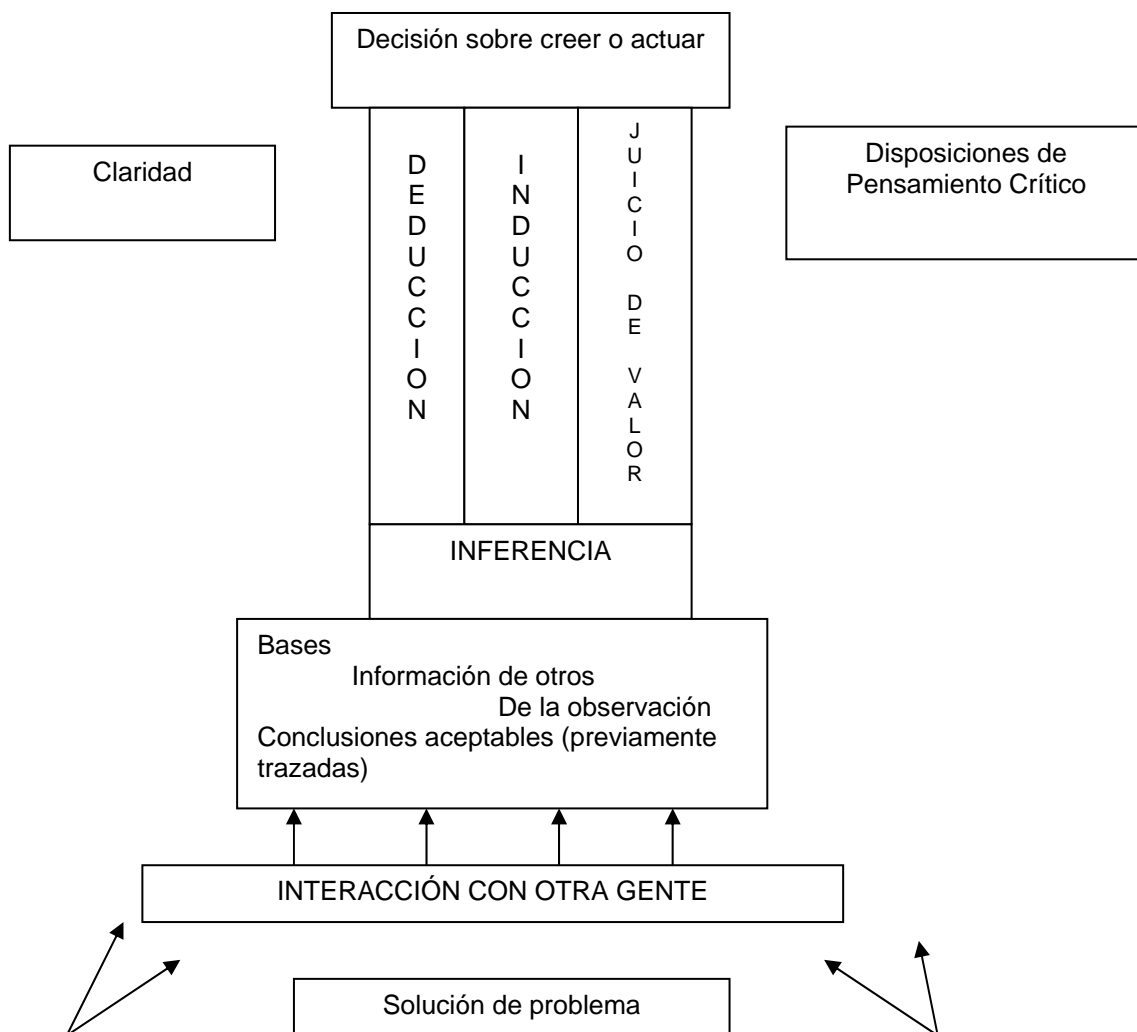 Decisión sobre creer o actuar
Claridad
DEDUCCION
INDUCCION
JUICIO DE VALOR
Disposiciones de
Pensamiento Crítico
INFERENCIA
Bases
Información de otros
De la observación
Conclusiones aceptables (previamente
trazadas)
INTERACCIÓN CON OTRA GENTE
Solución de problema